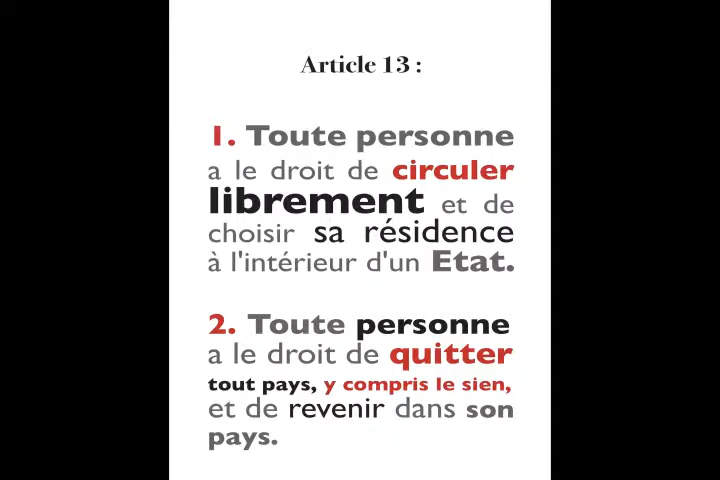 Article 13 :
1. Toute personne
a le droit de circuler
librement et de
choisir sa résidence
à l'intérieur d'un Etat.
2. Toute personne
a le droit de quitter
tout pays, y compris le sien,
et de revenir dans son
pays.